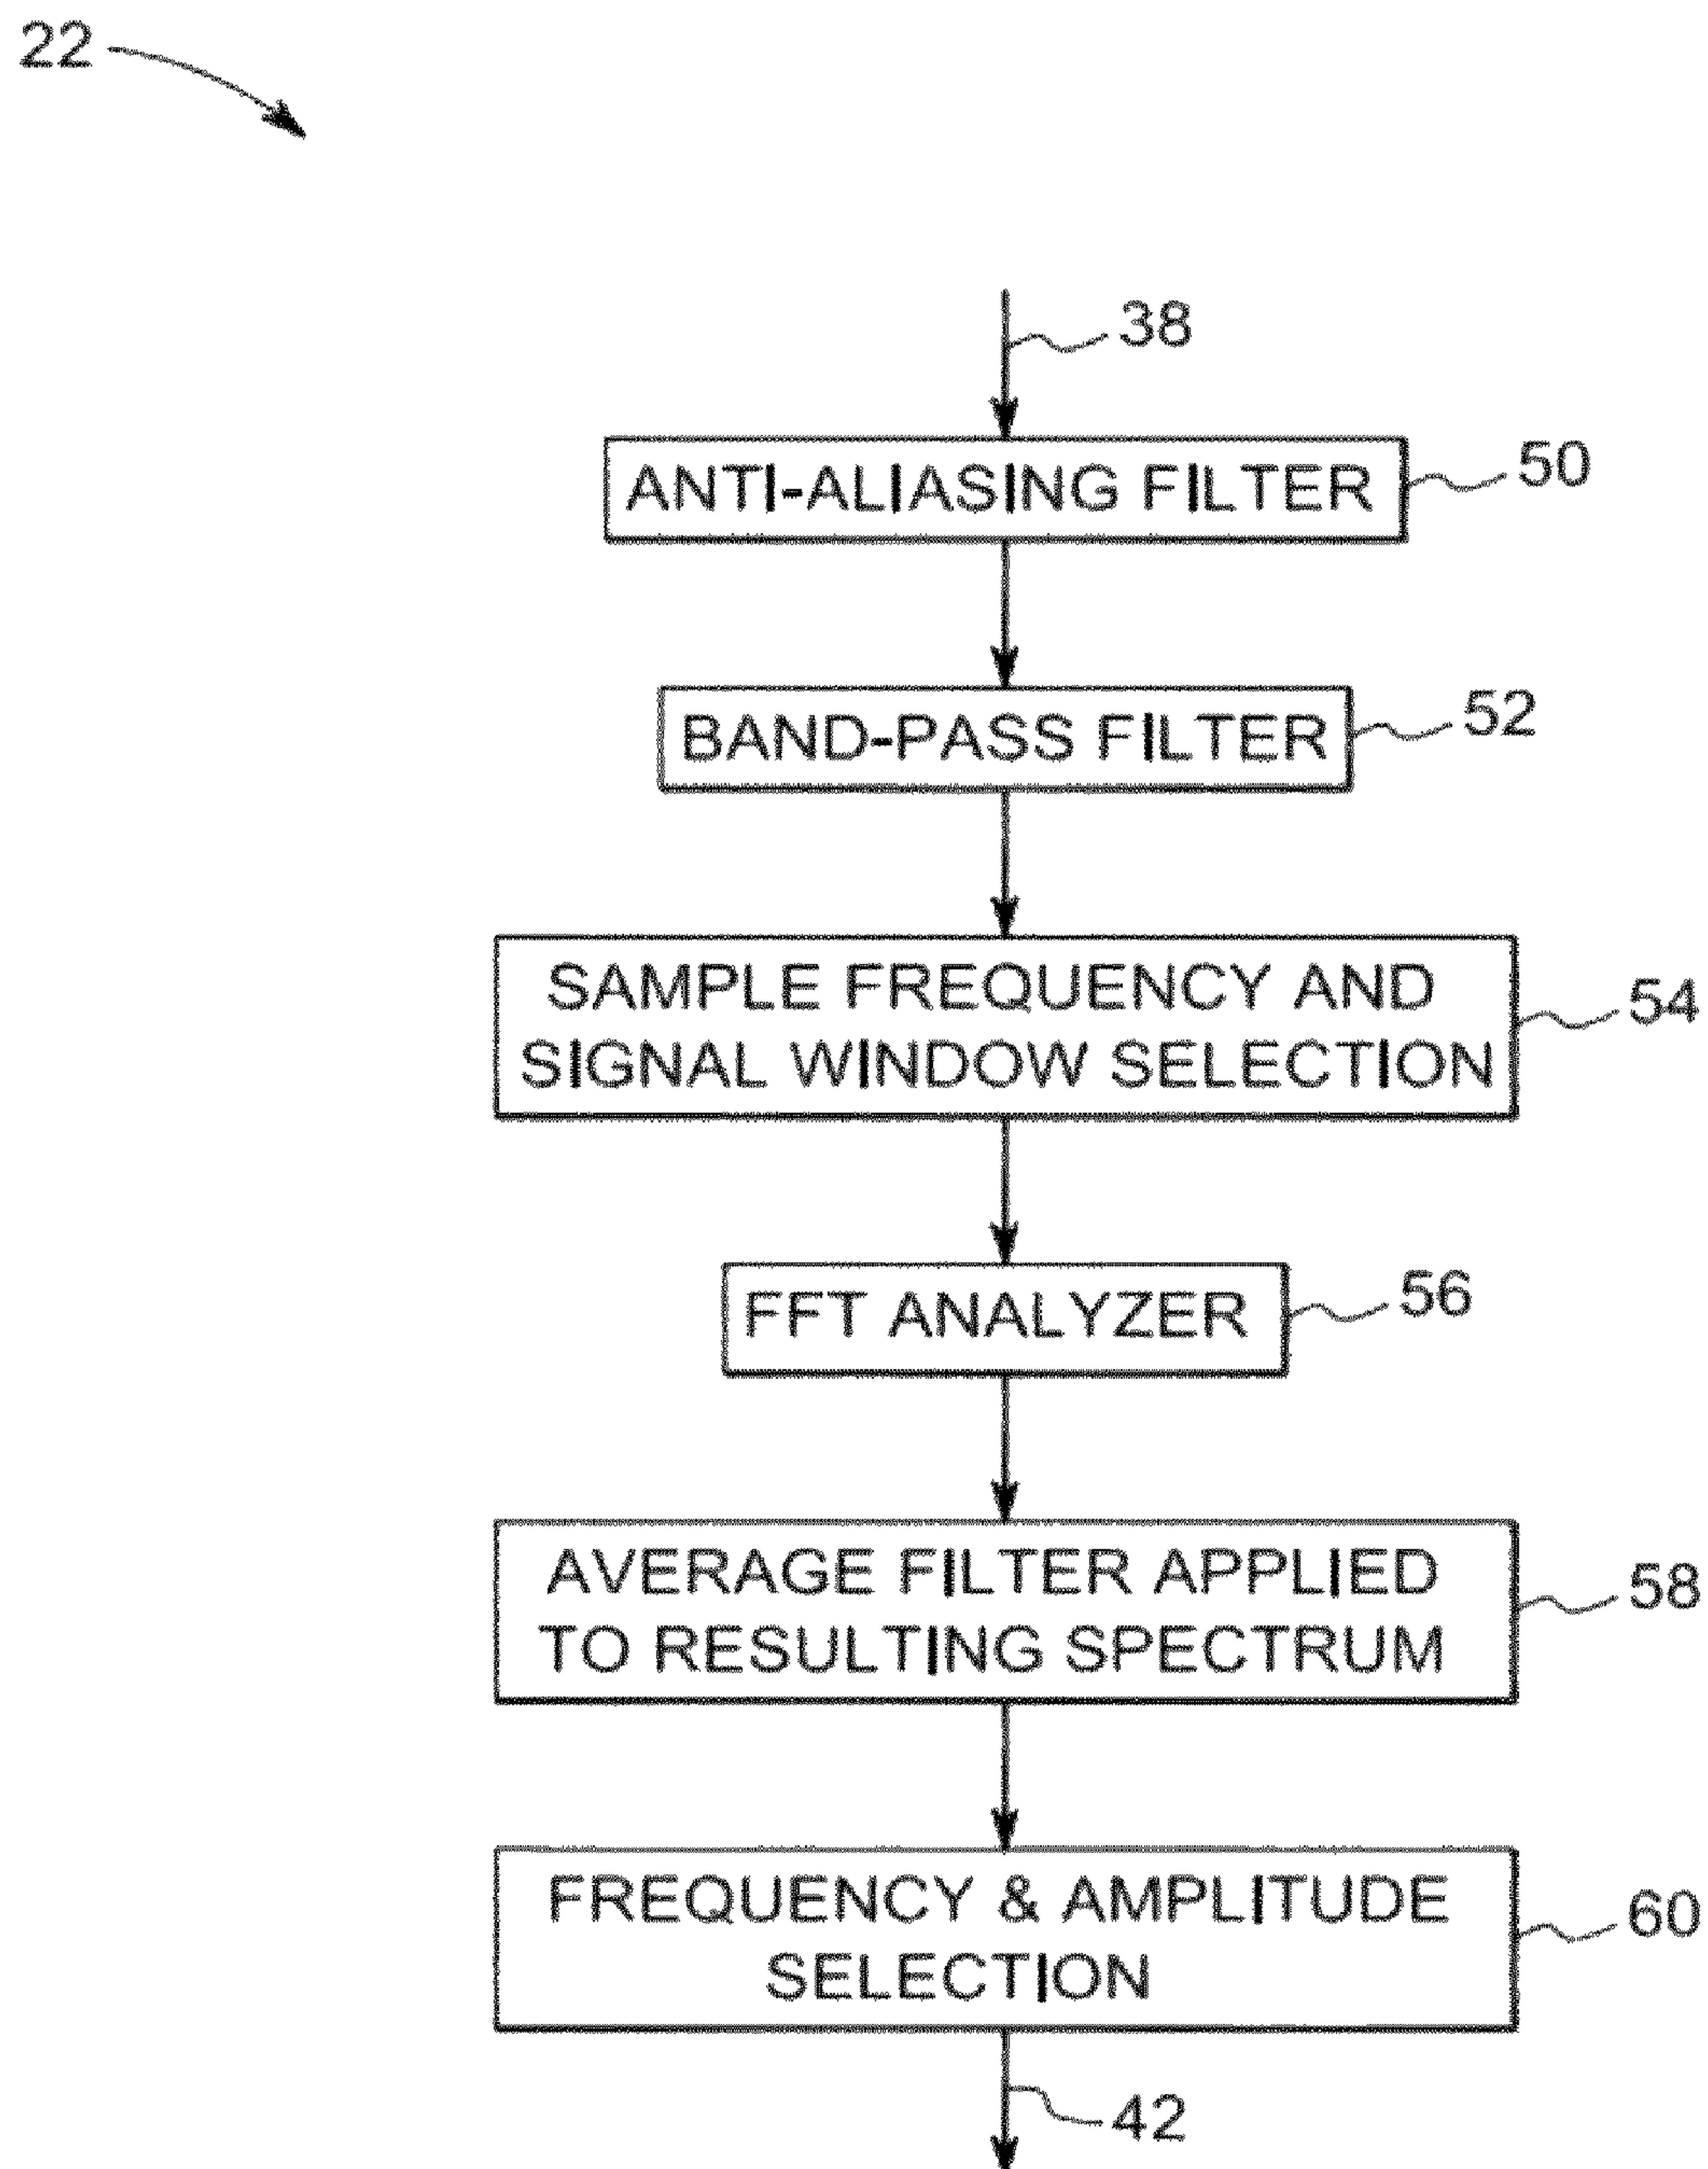 22
38
ANTI-ALIASING FILTER
50
BAND-PASS FILTER
52
SAMPLE FREQUENCY AND
SIGNAL WINDOW SELECTION
54
FFT ANALYZER
56
AVERAGE FILTER APPLIED
TO RESULTING SPECTRUM
58
FREQUENCY & AMPLITUDE
SELECTION
60
42